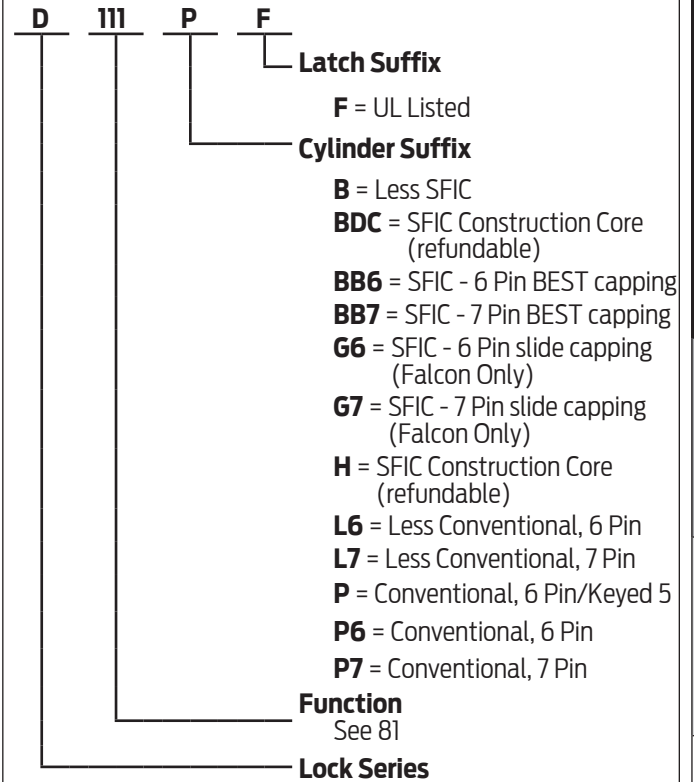 D 111 P F
Latch Suffix
F = UL Listed
Cylinder Suffix
B = Less SFIC
BDC = SFIC Construction Core
(refundable)
BB6 = SFIC - 6 Pin BEST capping
BB7 = SFIC - 7 Pin BEST capping
G6 = SFIC - 6 Pin slide capping
(Falcon Only)
G7 = SFIC - 7 Pin slide capping
(Falcon Only)
H = SFIC Construction Core
(refundable)
L6 = Less Conventional, 6 Pin
L7 = Less Conventional, 7 Pin
P = Conventional, 6 Pin/Keyed 5
P6 = Conventional, 6 Pin
P7 = Conventional, 7 Pin
Function
See 81
Lock Series